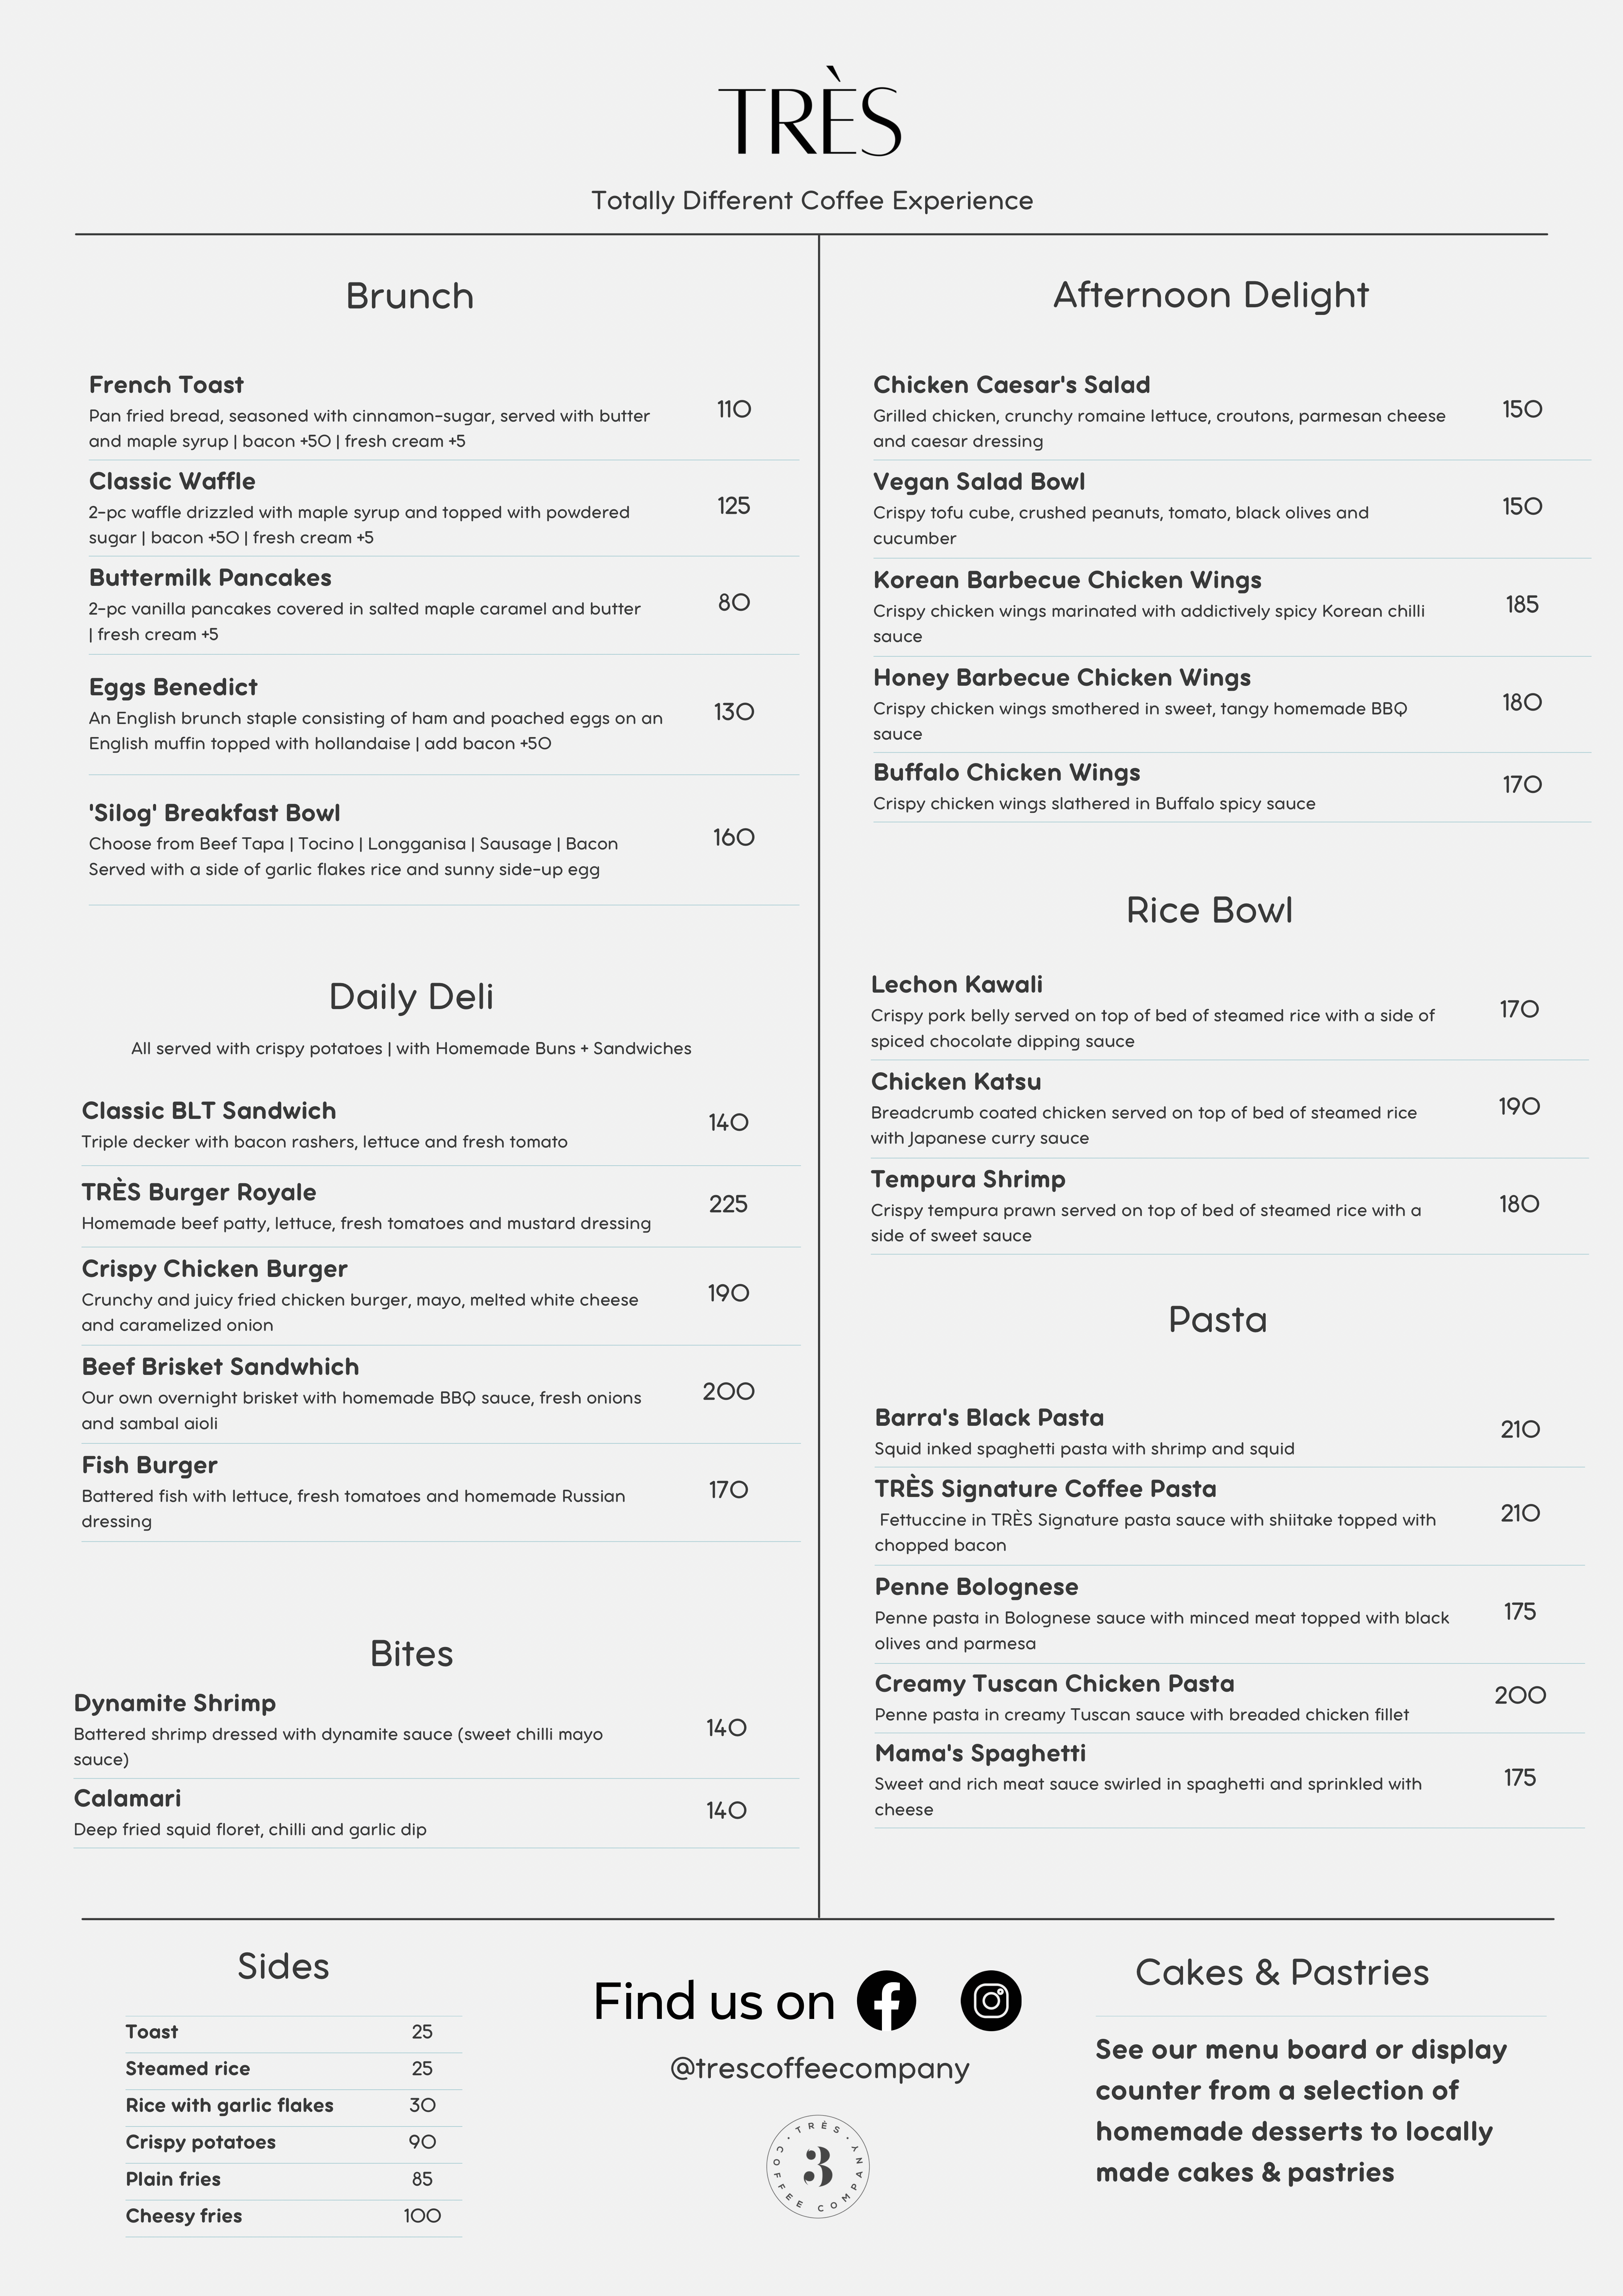 TRÈS
Totally Different Coffee Experience
Brunch
French Toast
110
Pan fried bread, seasoned with cinnamon-sugar, served with butter
and maple syrup | bacon +50 | fresh cream +5
Classic Waffle
125
2-pc waffle drizzled with maple syrup and topped with powdered
sugar | bacon +50 | fresh cream +5
Buttermilk Pancakes
80
2-pc vanilla pancakes covered in salted maple caramel and butter
| fresh cream +5
Eggs Benedict
130
An English brunch staple consisting of ham and poached eggs on an
English muffin topped with hollandaise | add bacon +50
'Silog' Breakfast Bowl
160
Choose from Beef Tapa | Tocino | Longganisa | Sausage | Bacon
Served with a side of garlic flakes rice and sunny side-up egg
Daily Deli
All served with crispy potatoes | with Homemade Buns + Sandwiches
Classic BLT Sandwich
140
Triple decker with bacon rashers, lettuce and fresh tomato
TRÈS Burger Royale
225
Homemade beef patty, lettuce, fresh tomatoes and mustard dressing
Crispy Chicken Burger
190
Crunchy and juicy fried chicken burger, mayo, melted white cheese
and caramelized onion
Beef Brisket Sandwhich
200
Our own overnight brisket with homemade BBQ sauce, fresh onions
and sambal aioli
Fish Burger
170
Battered fish with lettuce, fresh tomatoes and homemade Russian
dressing
Bites
Dynamite Shrimp
140
Battered shrimp dressed with dynamite sauce (sweet chilli mayo
sauce)
Calamari
140
Deep fried squid floret, chilli and garlic dip
Afternoon Delight
Chicken Caesar's Salad
150
Grilled chicken, crunchy romaine lettuce, croutons, parmesan cheese
and caesar dressing
Vegan Salad Bowl
150
Crispy tofu cube, crushed peanuts, tomato, black olives and
cucumber
Korean Barbecue Chicken Wings
185
Crispy chicken wings marinated with addictively spicy Korean chilli
sauce
Honey Barbecue Chicken Wings
180
Crispy chicken wings smothered in sweet, tangy homemade BBQ
sauce
Buffalo Chicken Wings
170
Crispy chicken wings slathered in Buffalo spicy sauce
Rice Bowl
Lechon Kawali
170
Crispy pork belly served on top of bed of steamed rice with a side of
spiced chocolate dipping sauce
Chicken Katsu
190
Breadcrumb coated chicken served on top of bed of steamed rice
with Japanese curry sauce
Tempura Shrimp
180
Crispy tempura prawn served on top of bed of steamed rice with a
side of sweet sauce
Pasta
Barra's Black Pasta
210
Squid inked spaghetti pasta with shrimp and squid
TRÈS Signature Coffee Pasta
210
Fettuccine in TRÈS Signature pasta sauce with shiitake topped with
chopped bacon
Penne Bolognese
175
Penne pasta in Bolognese sauce with minced meat topped with black
olives and parmesa
Creamy Tuscan Chicken Pasta
200
Penne pasta in creamy Tuscan sauce with breaded chicken fillet
Mama's Spaghetti
175
Sweet and rich meat sauce swirled in spaghetti and sprinkled with
cheese
Sides
Toast 25
Steamed rice 25
Rice with garlic flakes 30
Crispy potatoes 90
Plain fries 85
Cheesy fries 100
Find us on
@trescoffeecompany
• TRÈS • COFFEE COMPANY
3
Cakes & Pastries
See our menu board or display
counter from a selection of
homemade desserts to locally
made cakes & pastries